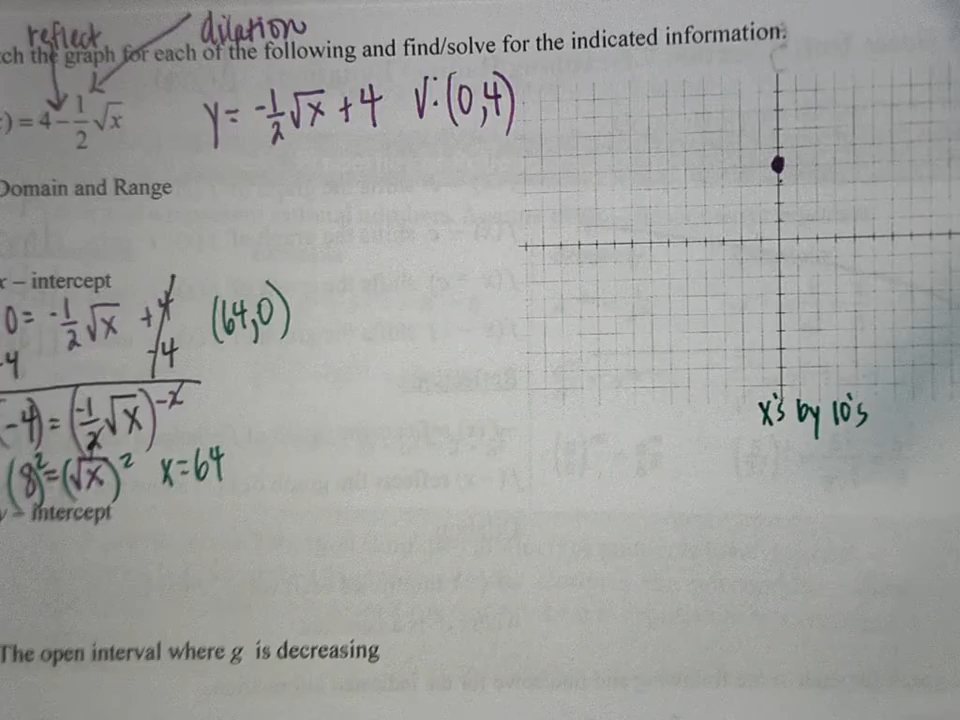 reflect dilation
ch the graph for each of the following and find/solve for the indicated information:
) = 4 - 1/2 √x y = -1/2 √x + 4 V: (0,4)
Domain and Range
x – intercept
0 = -1/2 √x + 4 (64,0)
-4 -4
-4) = (-1/2 √x)^-2
(8)^2 = (√x)^2 x = 64
y – intercept
x's by 10's
The open interval where g is decreasing